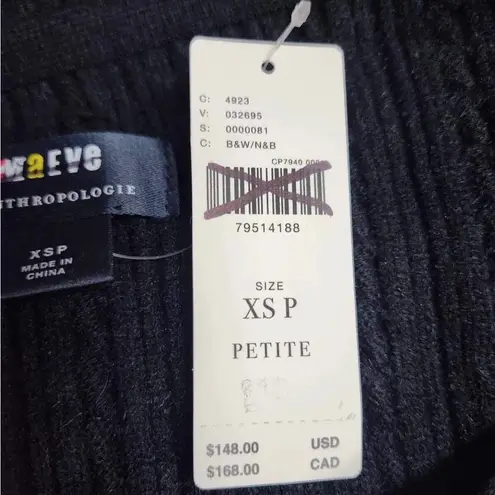 maeve
ANTHROPOLOGIE
XSP
MADE IN
CHINA
C: 4923
V: 032695
S: 0000081
C: B&W/N&B
CP7940
79514188
SIZE
XS P
PETITE
$148.00 USD
$168.00 CAD